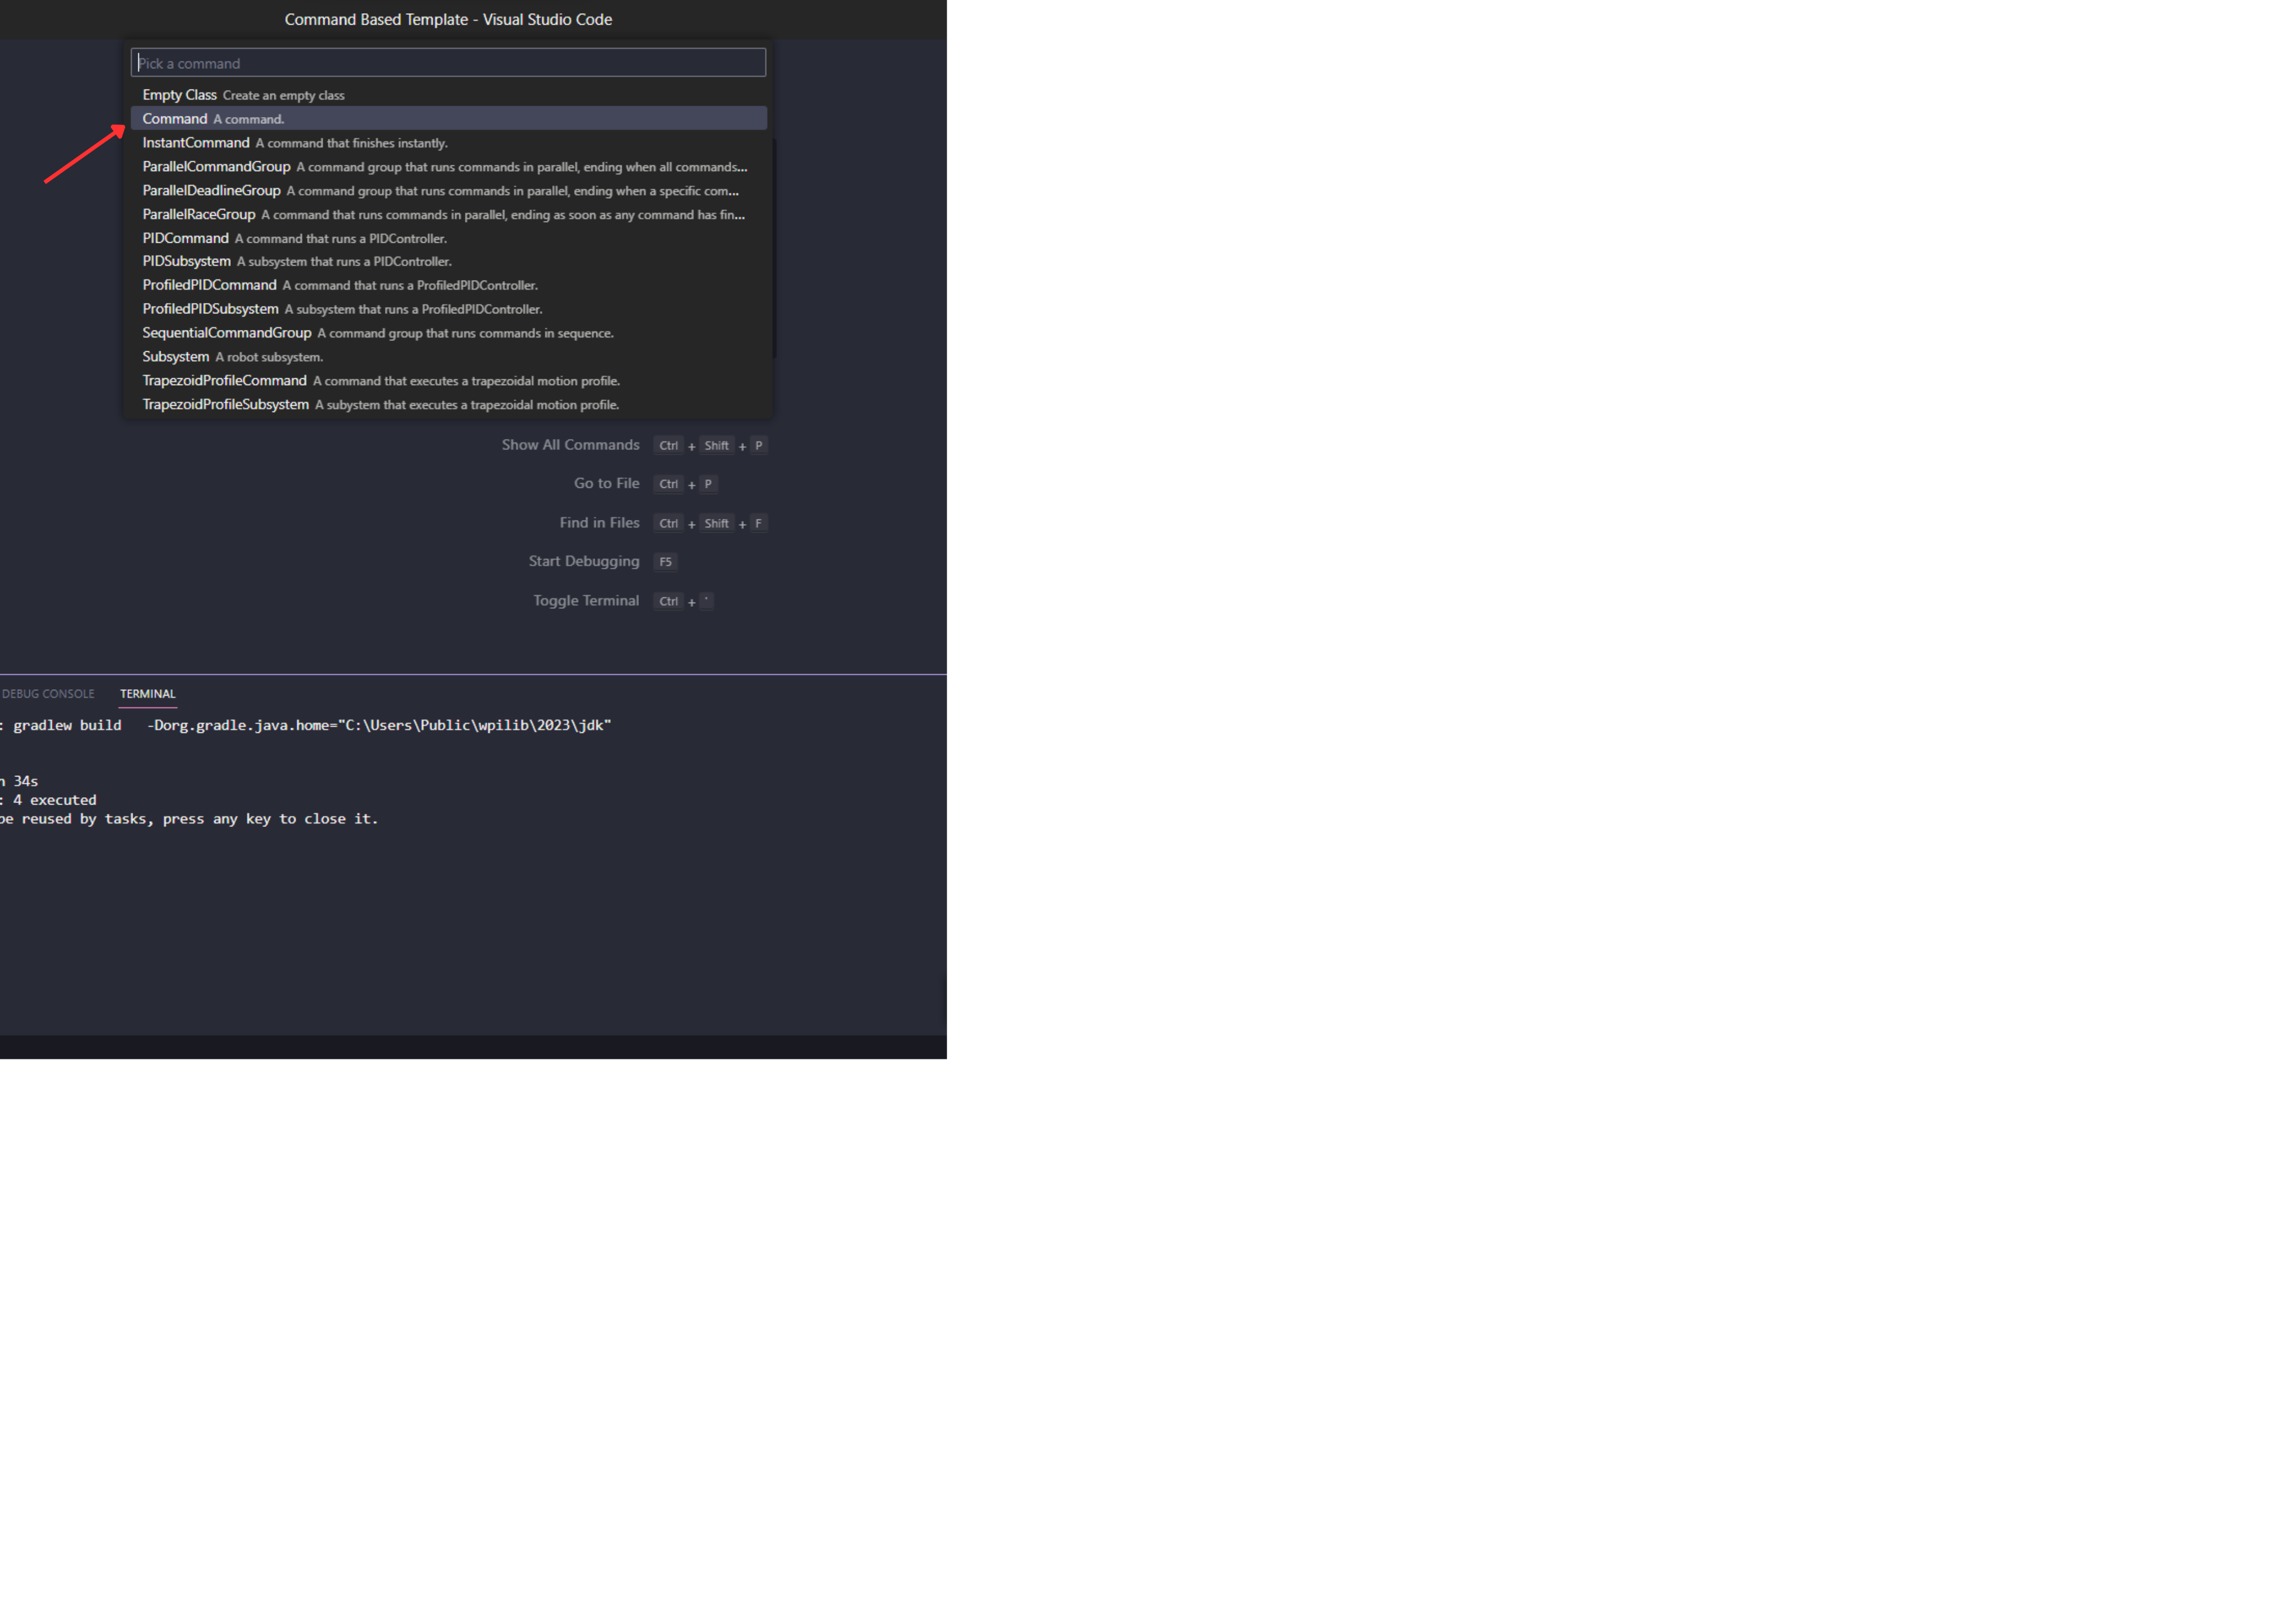 Command Based Template - Visual Studio Code
Pick a command
Empty Class Create an empty class
Command A command.
InstantCommand A command that finishes instantly.
ParallelCommandGroup A command group that runs commands in parallel, ending when all commands...
ParallelDeadlineGroup A command group that runs commands in parallel, ending when a specific com...
ParallelRaceGroup A command that runs commands in parallel, ending as soon as any command has fin...
PIDCommand A command that runs a PIDController.
PIDSubsystem A subsystem that runs a PIDController.
ProfiledPIDCommand A command that runs a ProfiledPIDController.
ProfiledPIDSubsystem A subsystem that runs a ProfiledPIDController.
SequentialCommandGroup A command group that runs commands in sequence.
Subsystem A robot subsystem.
TrapezoidProfileCommand A command that executes a trapezoidal motion profile.
TrapezoidProfileSubsystem A subystem that executes a trapezoidal motion profile.
Show All Commands Ctrl + Shift + P
Go to File Ctrl + P
Find in Files Ctrl + Shift + F
Start Debugging F5
Toggle Terminal Ctrl + `
DEBUG CONSOLE TERMINAL
: gradlew build -Dorg.gradle.java.home="C:\Users\Public\wpilib\2023\jdk"
n 34s
: 4 executed
be reused by tasks, press any key to close it.